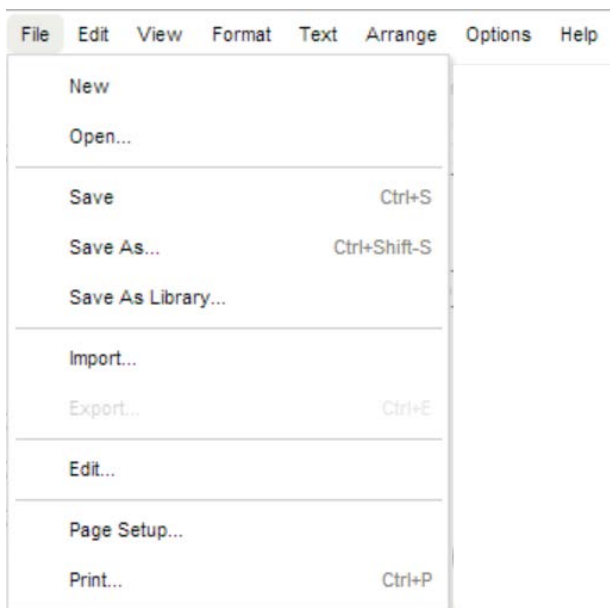 File Edit View Format Text Arrange Options Help
New
Open...
Save Ctrl+S
Save As... Ctrl+Shift-S
Save As Library...
Import...
Export... Ctrl+E
Edit...
Page Setup...
Print... Ctrl+P